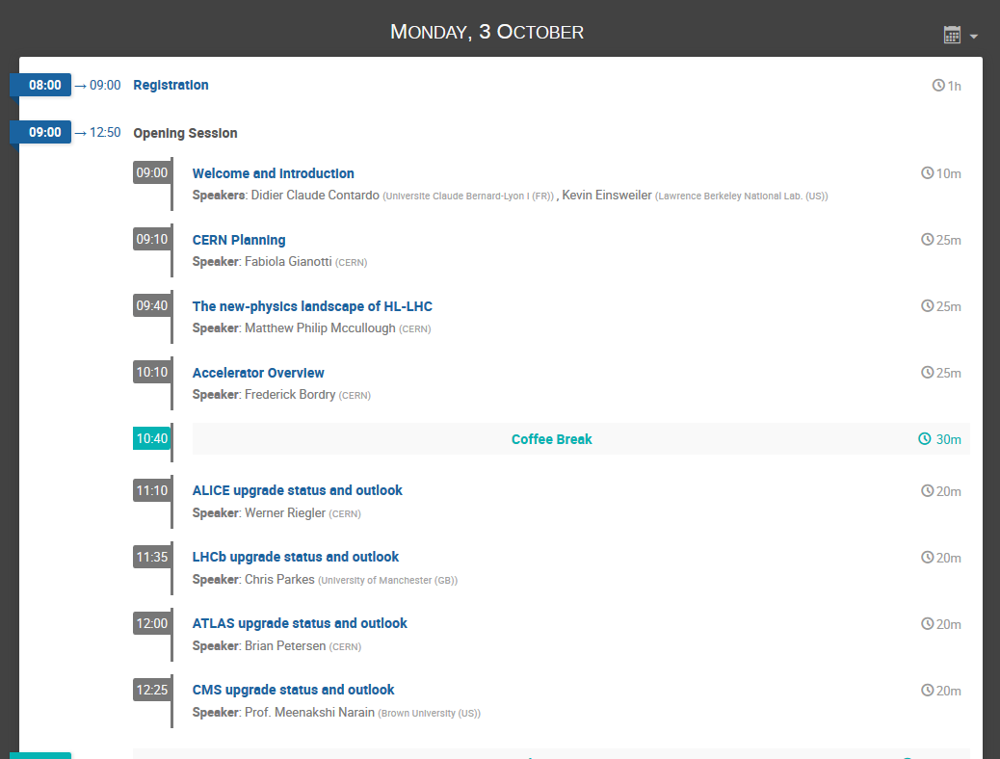 MONDAY, 3 OCTOBER
08:00 → 09:00 Registration 1h
09:00 → 12:50 Opening Session
09:00 Welcome and Introduction 10m
Speakers: Didier Claude Contardo (Universite Claude Bernard-Lyon I (FR)) , Kevin Einsweiler (Lawrence Berkeley National Lab. (US))
09:10 CERN Planning 25m
Speaker: Fabiola Gianotti (CERN)
09:40 The new-physics landscape of HL-LHC 25m
Speaker: Matthew Philip Mccullough (CERN)
10:10 Accelerator Overview 25m
Speaker: Frederick Bordry (CERN)
10:40 Coffee Break 30m
11:10 ALICE upgrade status and outlook 20m
Speaker: Werner Riegler (CERN)
11:35 LHCb upgrade status and outlook 20m
Speaker: Chris Parkes (University of Manchester (GB))
12:00 ATLAS upgrade status and outlook 20m
Speaker: Brian Petersen (CERN)
12:25 CMS upgrade status and outlook 20m
Speaker: Prof. Meenakshi Narain (Brown University (US))